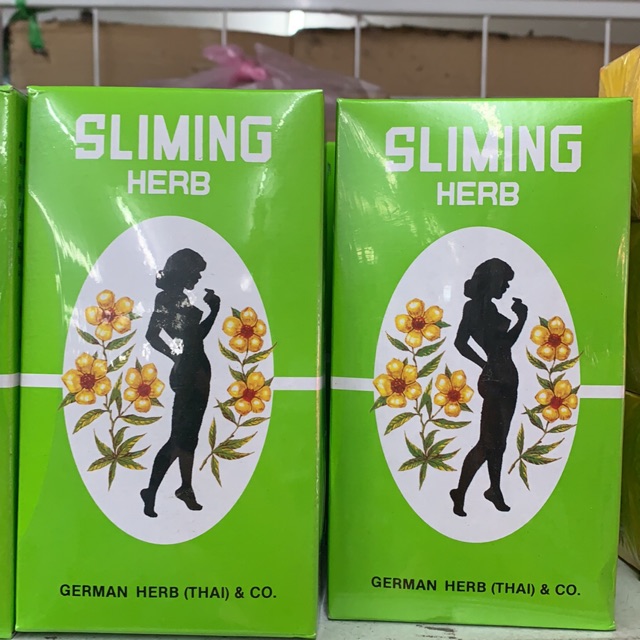 SLIMING
HERB
GERMAN HERB (THAI) & CO.
SLIMING
HERB
GERMAN HERB (THAI) & CO.